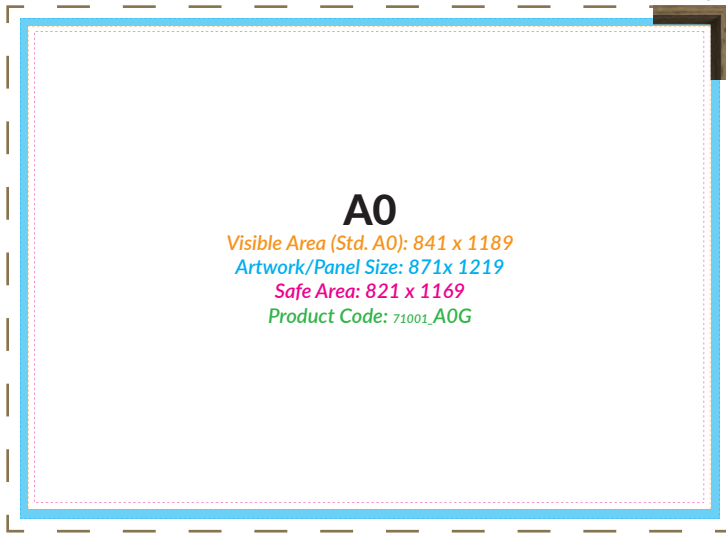 A0
Visible Area (Std. A0): 841 x 1189
Artwork/Panel Size: 871x 1219
Safe Area: 821 x 1169
Product Code: 71001_A0G